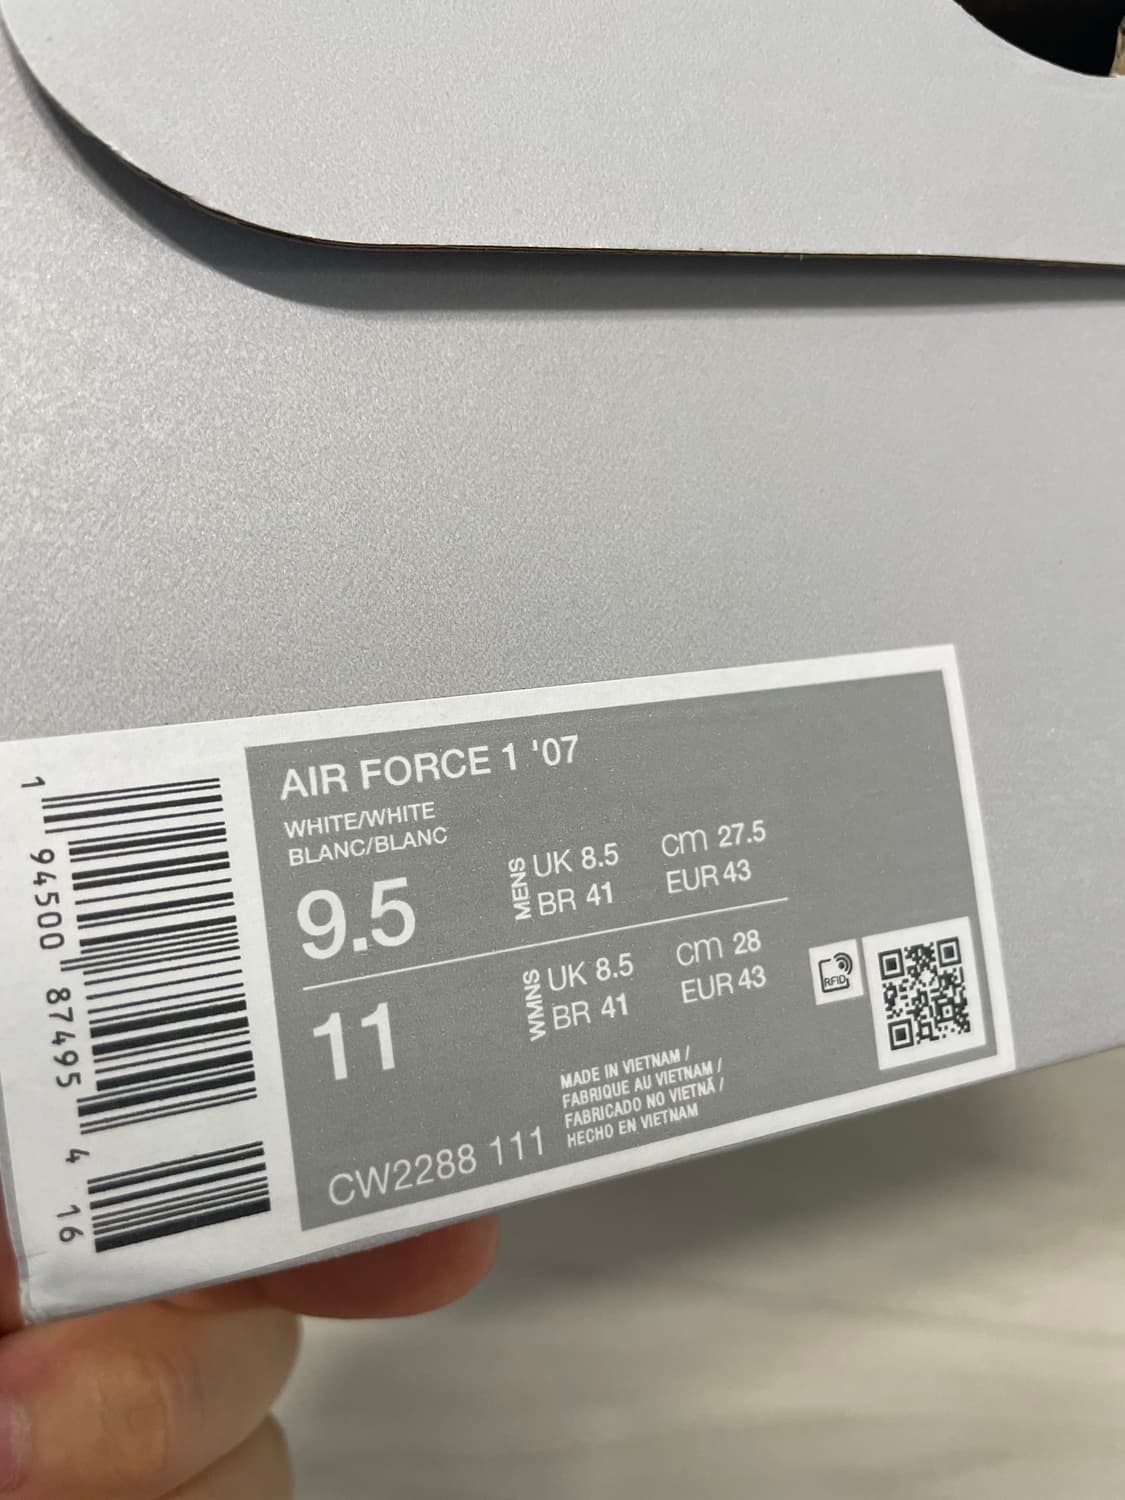 AIR FORCE 1 '07
WHITE/WHITE
BLANC/BLANC
9.5
MENS
UK 8.5
cm 27.5
BR 41
EUR 43
11
WMNS
UK 8.5
cm 28
BR 41
EUR 43
RFID
MADE IN VIETNAM /
FABRIQUE AU VIETNAM /
FABRICADO NO VIETNÃ /
HECHO EN VIETNAM
CW2288 111
1 94500 87495 4 16